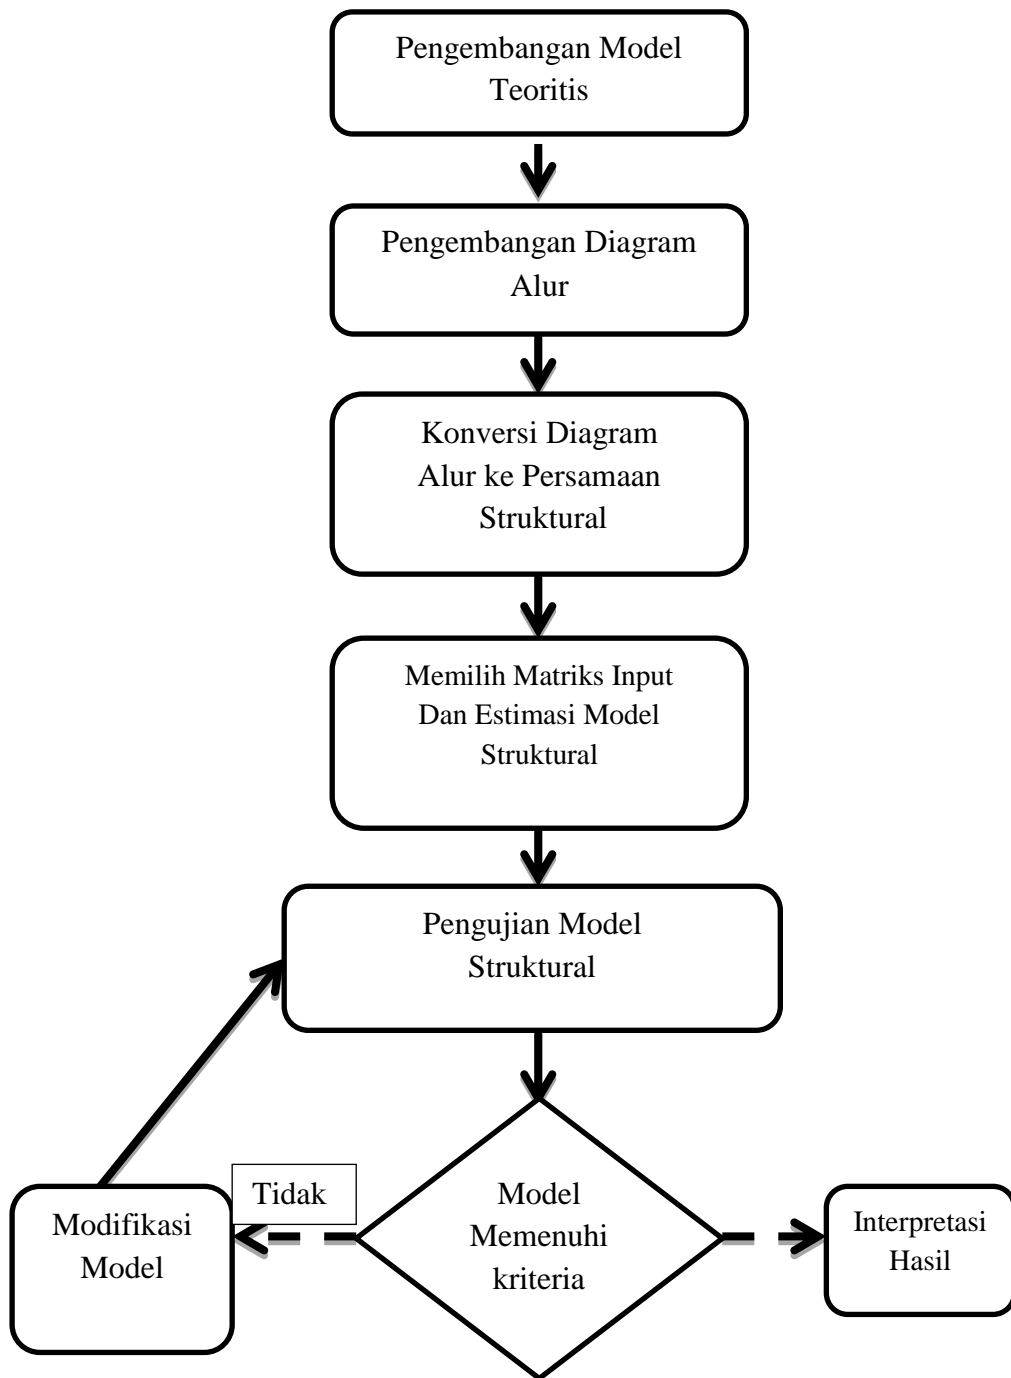 Pengembangan Model
Teoritis
Pengembangan Diagram
Alur
Konversi Diagram
Alur ke Persamaan
Struktural
Memilih Matriks Input
Dan Estimasi Model
Struktural
Pengujian Model
Struktural
Tidak
Modifikasi
Model
Model
Memenuhi
kriteria
Interpretasi
Hasil